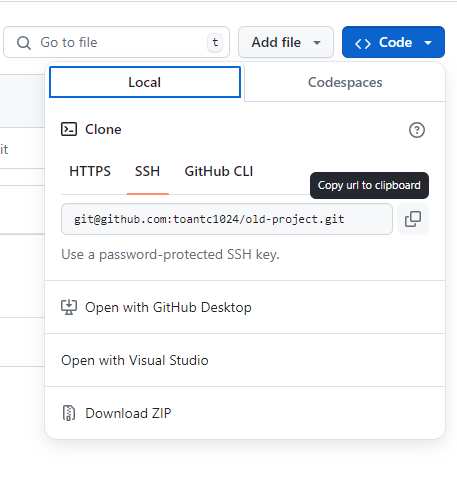 Go to file t Add file Code
Local Codespaces
Clone
HTTPS SSH GitHub CLI
Copy url to clipboard
git@github.com:toantc1024/old-project.git
Use a password-protected SSH key.
Open with GitHub Desktop
Open with Visual Studio
Download ZIP
it